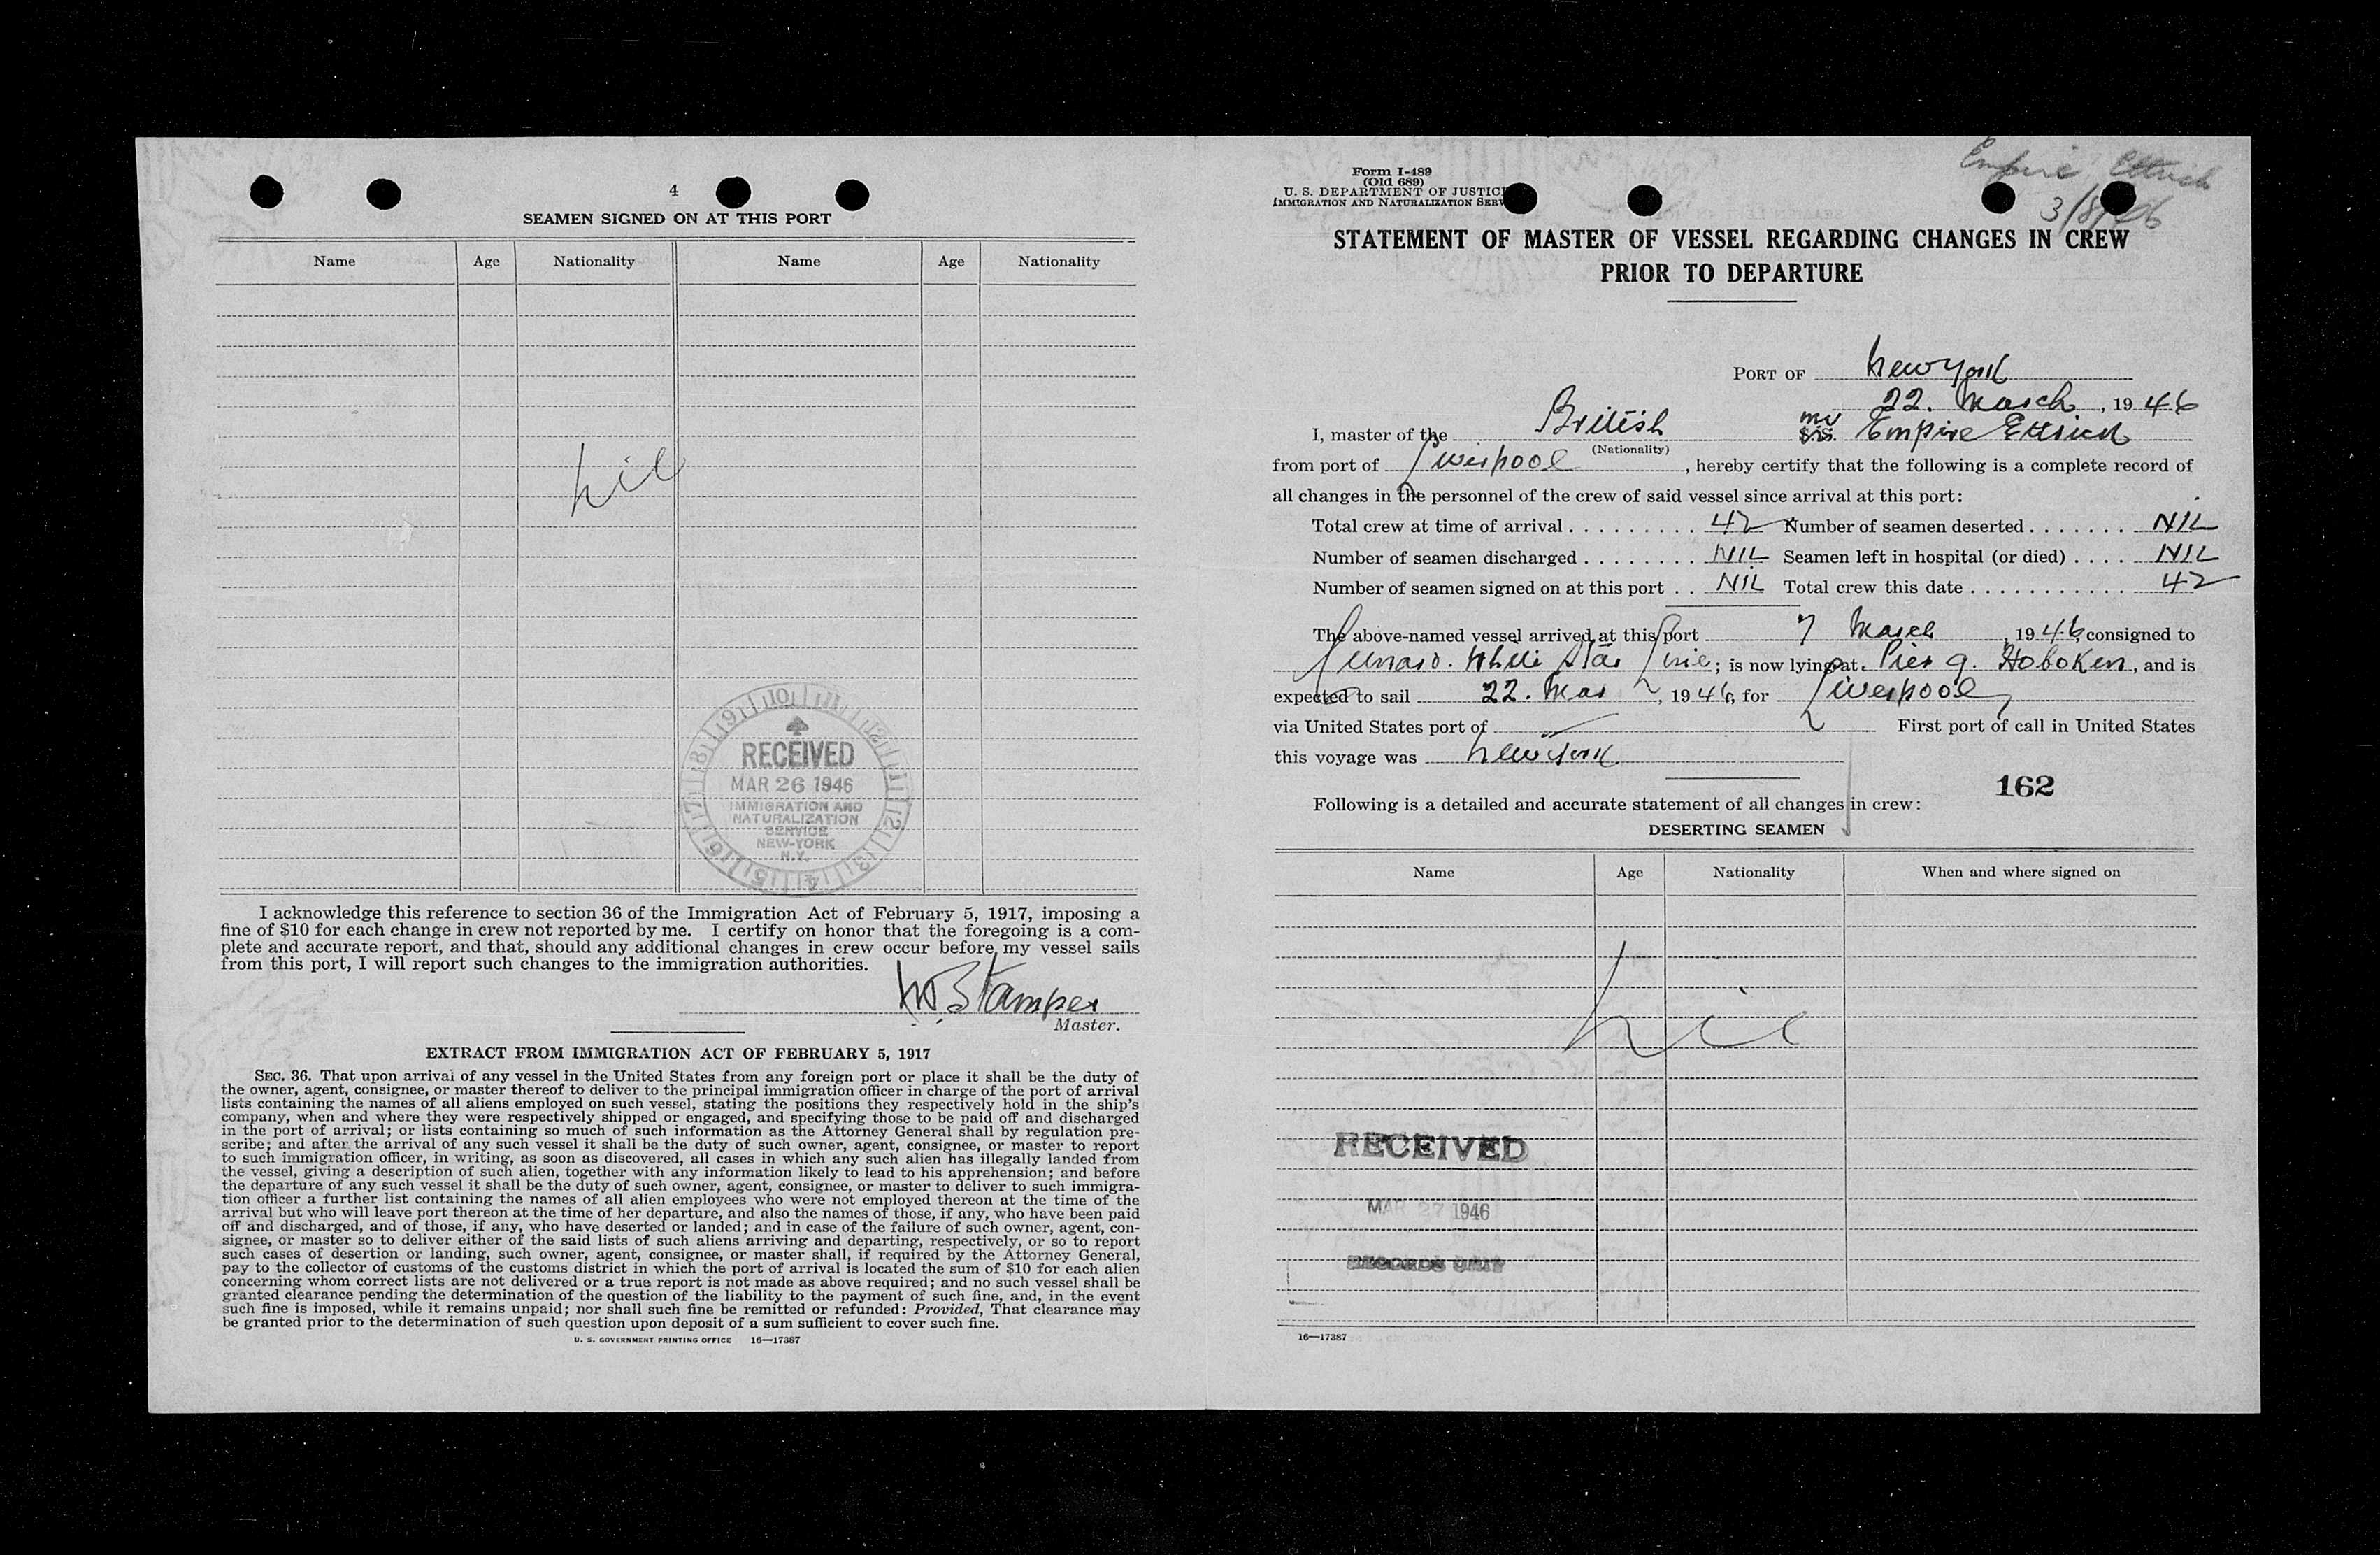 4
SEAMEN SIGNED ON AT THIS PORT
Name Age Nationality Name Age Nationality
Nil
RECEIVED
MAR 26 1946
IMMIGRATION AND
NATURALIZATION
SERVICE
NEW-YORK
N.Y.
I acknowledge this reference to section 36 of the Immigration Act of February 5, 1917, imposing a
fine of $10 for each change in crew not reported by me. I certify on honor that the foregoing is a com-
plete and accurate report, and that, should any additional changes in crew occur before my vessel sails
from this port, I will report such changes to the immigration authorities.
Stamper
Master.
EXTRACT FROM IMMIGRATION ACT OF FEBRUARY 5, 1917
SEC. 36. That upon arrival of any vessel in the United States from any foreign port or place it shall be the duty of
the owner, agent, consignee, or master thereof to deliver to the principal immigration officer in charge of the port of arrival
lists containing the names of all aliens employed on such vessel, stating the positions they respectively hold in the ship's
company, when and where they were respectively shipped or engaged, and specifying those to be paid off and discharged
in the port of arrival; or lists containing so much of such information as the Attorney General shall by regulation pre-
scribe; and after the arrival of any such vessel it shall be the duty of such owner, agent, consignee, or master to report
to such immigration officer, in writing, as soon as discovered, all cases in which any such alien has illegally landed from
the vessel, giving a description of such alien, together with any information likely to lead to his apprehension; and before
the departure of any such vessel it shall be the duty of such owner, agent, consignee, or master to deliver to such immigra-
tion officer a further list containing the names of all alien employees who were not employed thereon at the time of the
arrival but who will leave port thereon at the time of her departure, and also the names of those, if any, who have been paid
off and discharged, and of those, if any, who have deserted or landed; and in case of the failure of such owner, agent, con-
signee, or master so to deliver either of the said lists of such aliens arriving and departing, respectively, or so to report
such cases of desertion or landing, such owner, agent, consignee, or master shall, if required by the Attorney General,
pay to the collector of customs of the customs district in which the port of arrival is located the sum of $10 for each alien
concerning whom correct lists are not delivered or a true report is not made as above required; and no such vessel shall be
granted clearance pending the determination of the question of the liability to the payment of such fine, and, in the event
such fine is imposed, while it remains unpaid; nor shall such fine be remitted or refunded: Provided, That clearance may
be granted prior to the determination of such question upon deposit of a sum sufficient to cover such fine.
U. S. GOVERNMENT PRINTING OFFICE 16—17387
Form I-489
(Old 689)
U. S. DEPARTMENT OF JUSTIC
IMMIGRATION AND NATURALIZATION SERV
Empire Ettrick
3/8/46
STATEMENT OF MASTER OF VESSEL REGARDING CHANGES IN CREW
PRIOR TO DEPARTURE
PORT OF New York
22. March, 1946
I, master of the British mv S.S. Empire Ettrick
(Nationality)
from port of Liverpool, hereby certify that the following is a complete record of
all changes in the personnel of the crew of said vessel since arrival at this port:
Total crew at time of arrival 42 Number of seamen deserted NIL
Number of seamen discharged NIL Seamen left in hospital (or died) NIL
Number of seamen signed on at this port NIL Total crew this date 42
The above-named vessel arrived at this port 7 March, 1946, consigned to
Cunard. White Star Line; is now lying at Pier 9. Hoboken, and is
expected to sail 22. Mar, 1946, for Liverpool
via United States port of — First port of call in United States
this voyage was New York
162
Following is a detailed and accurate statement of all changes in crew:
DESERTING SEAMEN
Name Age Nationality When and where signed on
Nil
RECEIVED
MAR 27 1946
RECORDS UNIT
16—17387